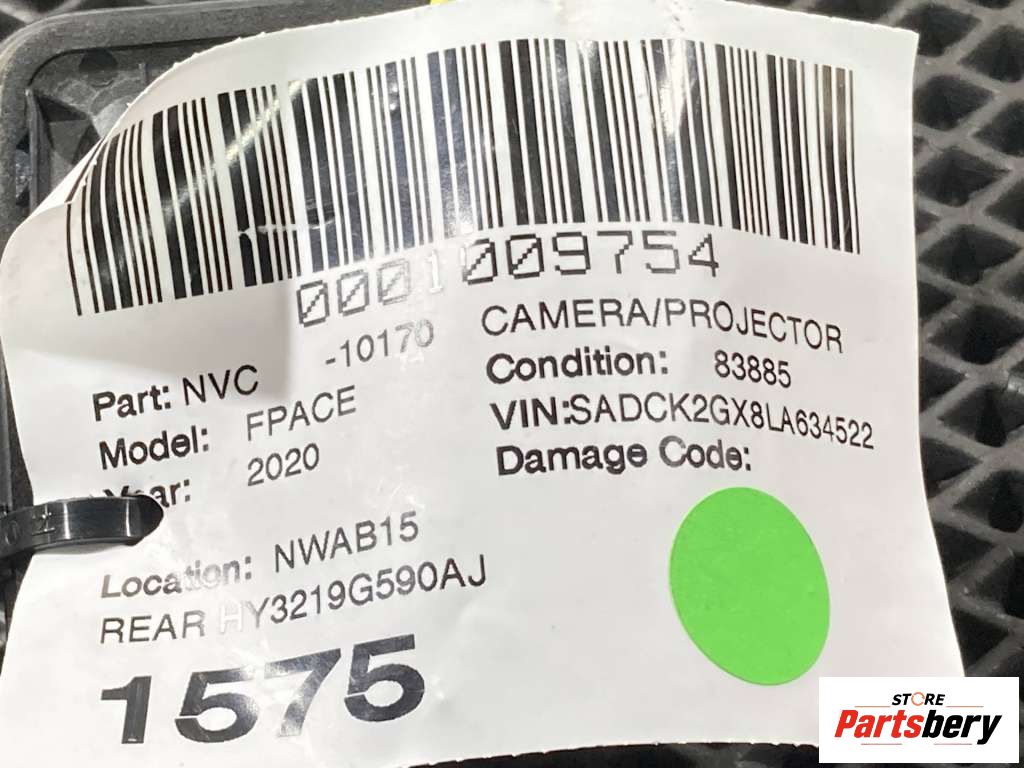 0001009754
CAMERA/PROJECTOR
Part: NVC -10170
Condition: 83885
Model: FPACE
VIN:SADCK2GX8LA634522
Year: 2020
Damage Code:
Location: NWAB15
REAR HY3219G590AJ
1575
STORE
Partsbery